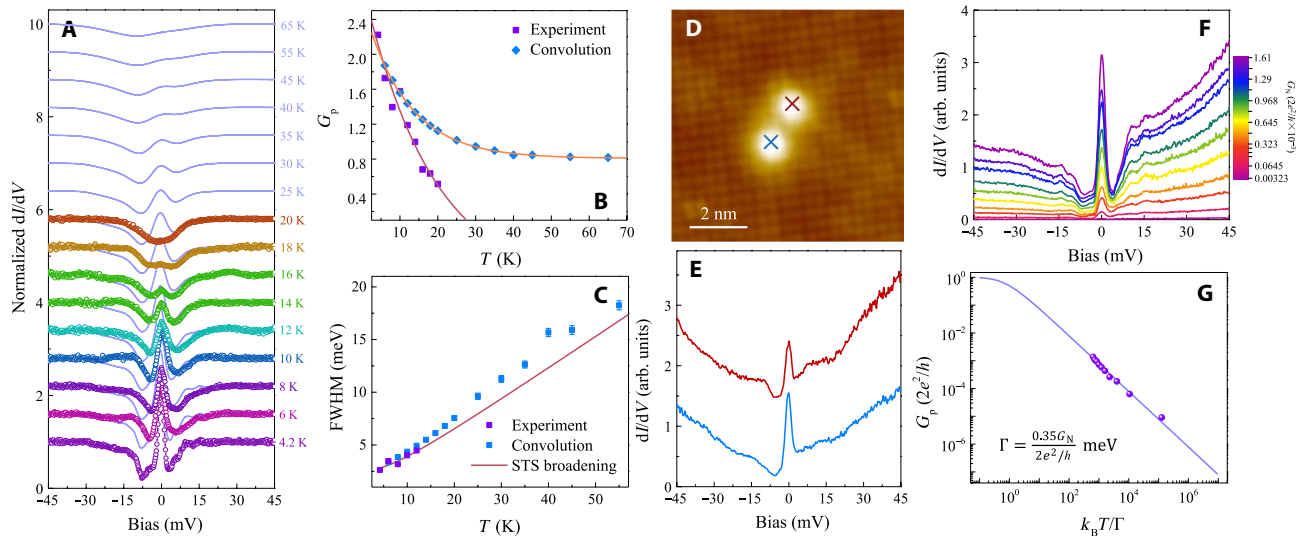 A
10
8
6
4
2
0
Normalized dI/dV
65 K
55 K
45 K
40 K
35 K
30 K
25 K
20 K
18 K
16 K
14 K
12 K
10 K
8 K
6 K
4.2 K
−45
−30
−15
0
15
30
45
Bias (mV)
B
2.4
2.0
1.6
1.2
0.8
0.4
Gp
Experiment
Convolution
0 10 20 30 40 50 60 70
T (K)
C
20
15
10
5
FWHM (meV)
Experiment
Convolution
STS broadening
0 10 20 30 40 50
T (K)
D
2 nm
E
3
2
1
0
dI/dV (arb. units)
−45 −30 −15 0 15 30 45
Bias (mV)
F
4
3
2
1
0
dI/dV (arb. units)
−45 −30 −15 0 15 30 45
Bias (mV)
1.61
1.29
0.968
0.645
0.323
0.0645
0.00323
GN (2e²/h × 10⁻²)
G
10⁰
10⁻²
10⁻⁴
10⁻⁶
Gp (2e²/h)
Γ = 0.35GN / 2e²/h meV
10⁰ 10² 10⁴ 10⁶
kBT/Γ